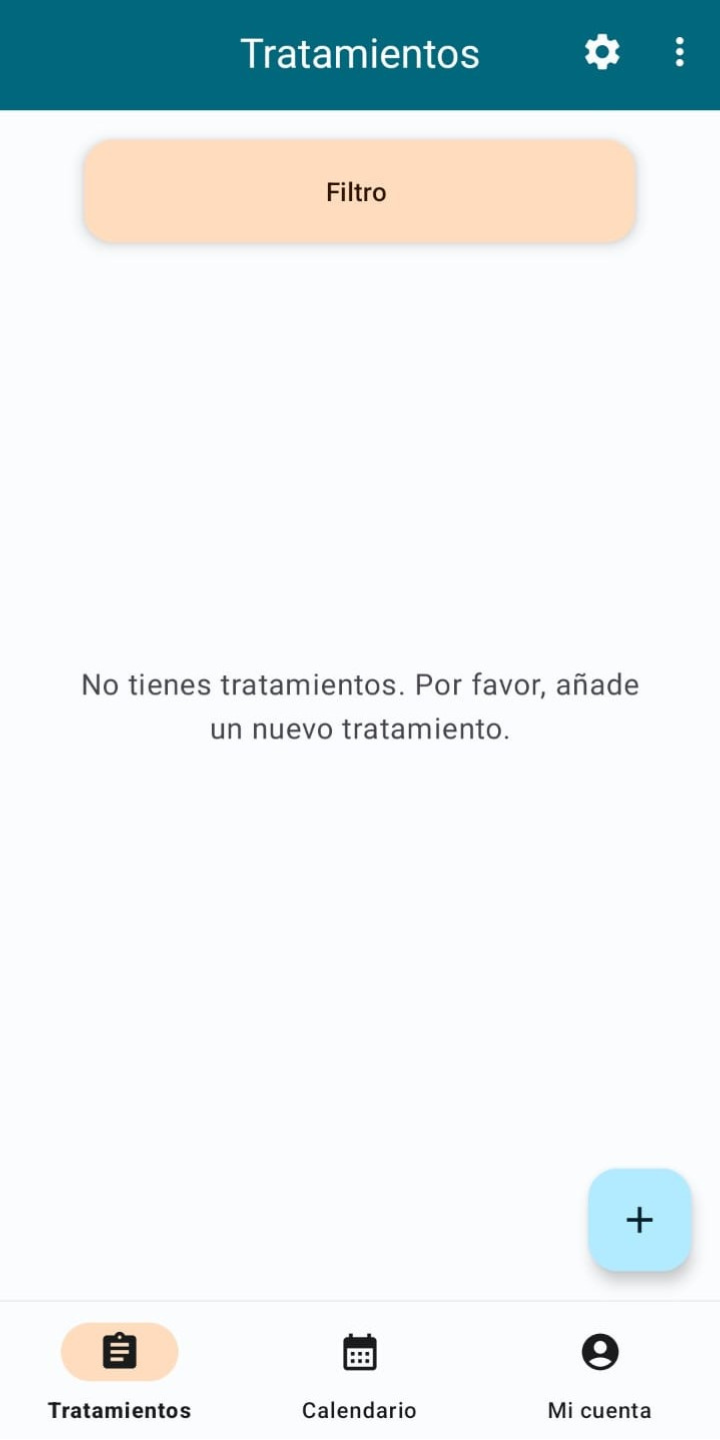 Tratamientos
Filtro
No tienes tratamientos. Por favor, añade
un nuevo tratamiento.
Tratamientos
Calendario
Mi cuenta